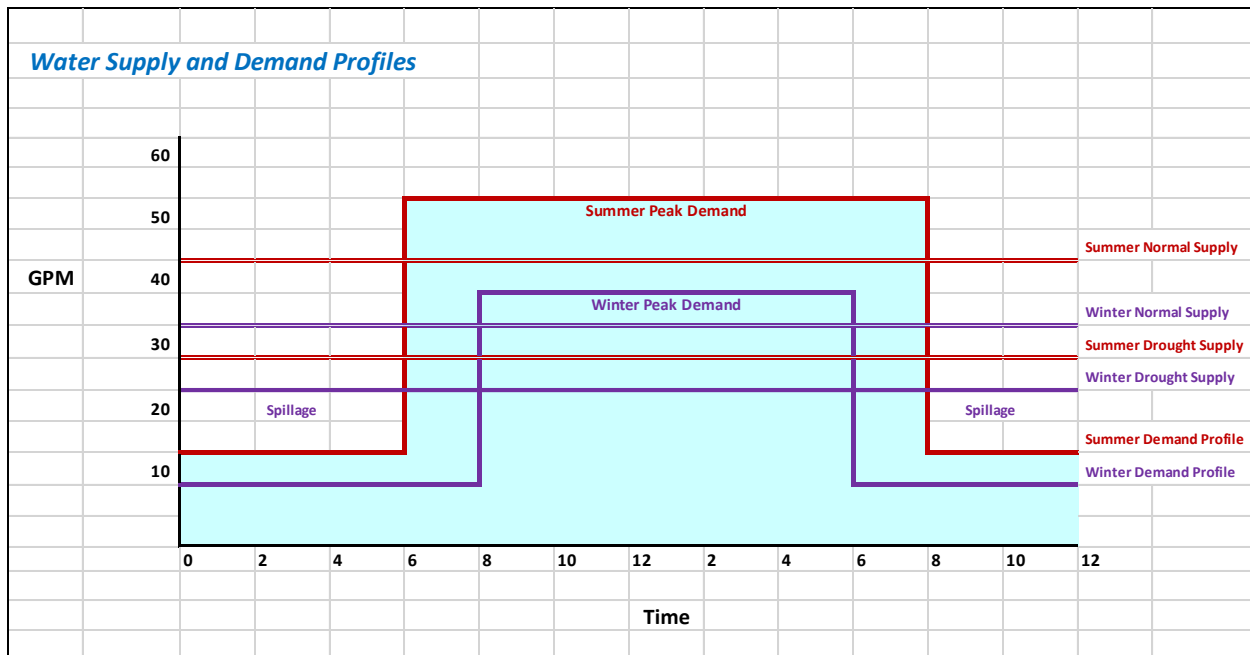 Water Supply and Demand Profiles
60
Summer Peak Demand
50
Summer Normal Supply
GPM
40
Winter Peak Demand
Winter Normal Supply
30
Summer Drought Supply
Winter Drought Supply
20
Spillage
Spillage
Summer Demand Profile
10
Winter Demand Profile
0 2 4 6 8 10 12 2 4 6 8 10 12
Time